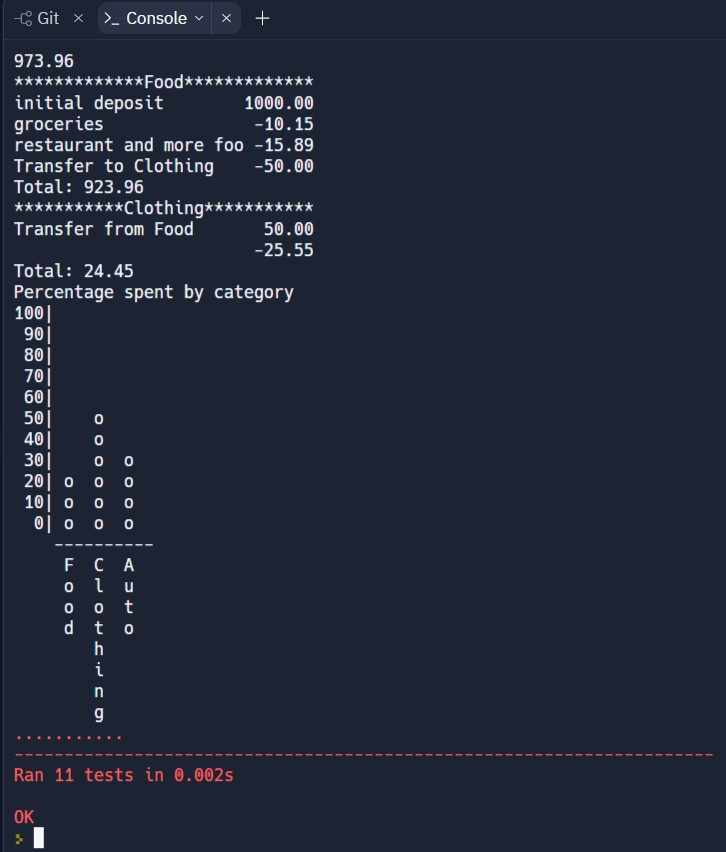 Git × >_ Console × +
973.96
*************Food*************
initial deposit        1000.00
groceries               -10.15
restaurant and more foo -15.89
Transfer to Clothing    -50.00
Total: 923.96
***********Clothing***********
Transfer from Food       50.00
                        -25.55
Total: 24.45
Percentage spent by category
100|
 90|
 80|
 70|
 60|
 50|    o
 40|    o
 30|    o  o
 20| o  o  o
 10| o  o  o
  0| o  o  o
    ----------
     F  C  A
     o  l  u
     o  o  t
     d  t  o
        h
        i
        n
        g
...........
----------------------------------------------------------------------
Ran 11 tests in 0.002s
OK